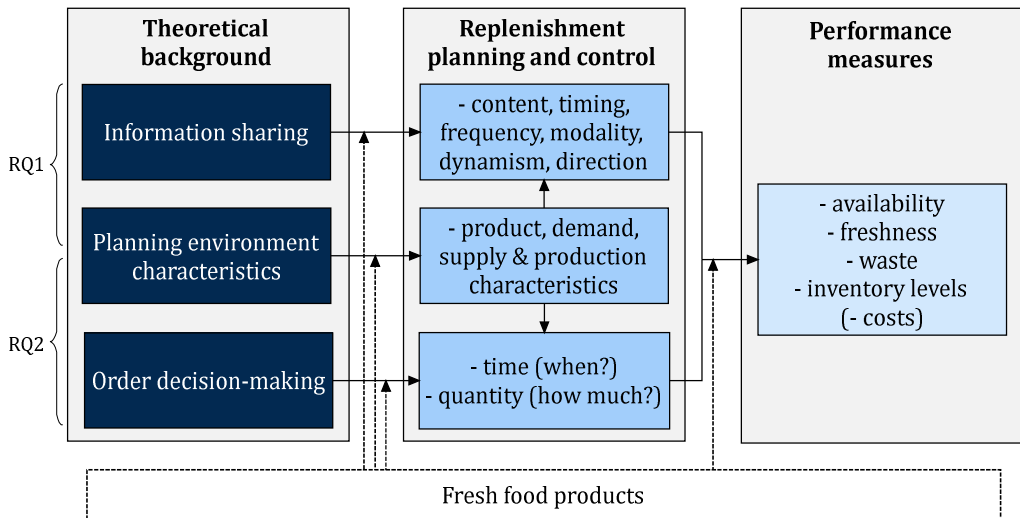 Theoretical
background
Replenishment
planning and control
Performance
measures
RQ1
RQ2
Information sharing
Planning environment
characteristics
Order decision-making
- content, timing,
frequency, modality,
dynamism, direction
- product, demand,
supply & production
characteristics
- time (when?)
- quantity (how much?)
- availability
- freshness
- waste
- inventory levels
(- costs)
Fresh food products